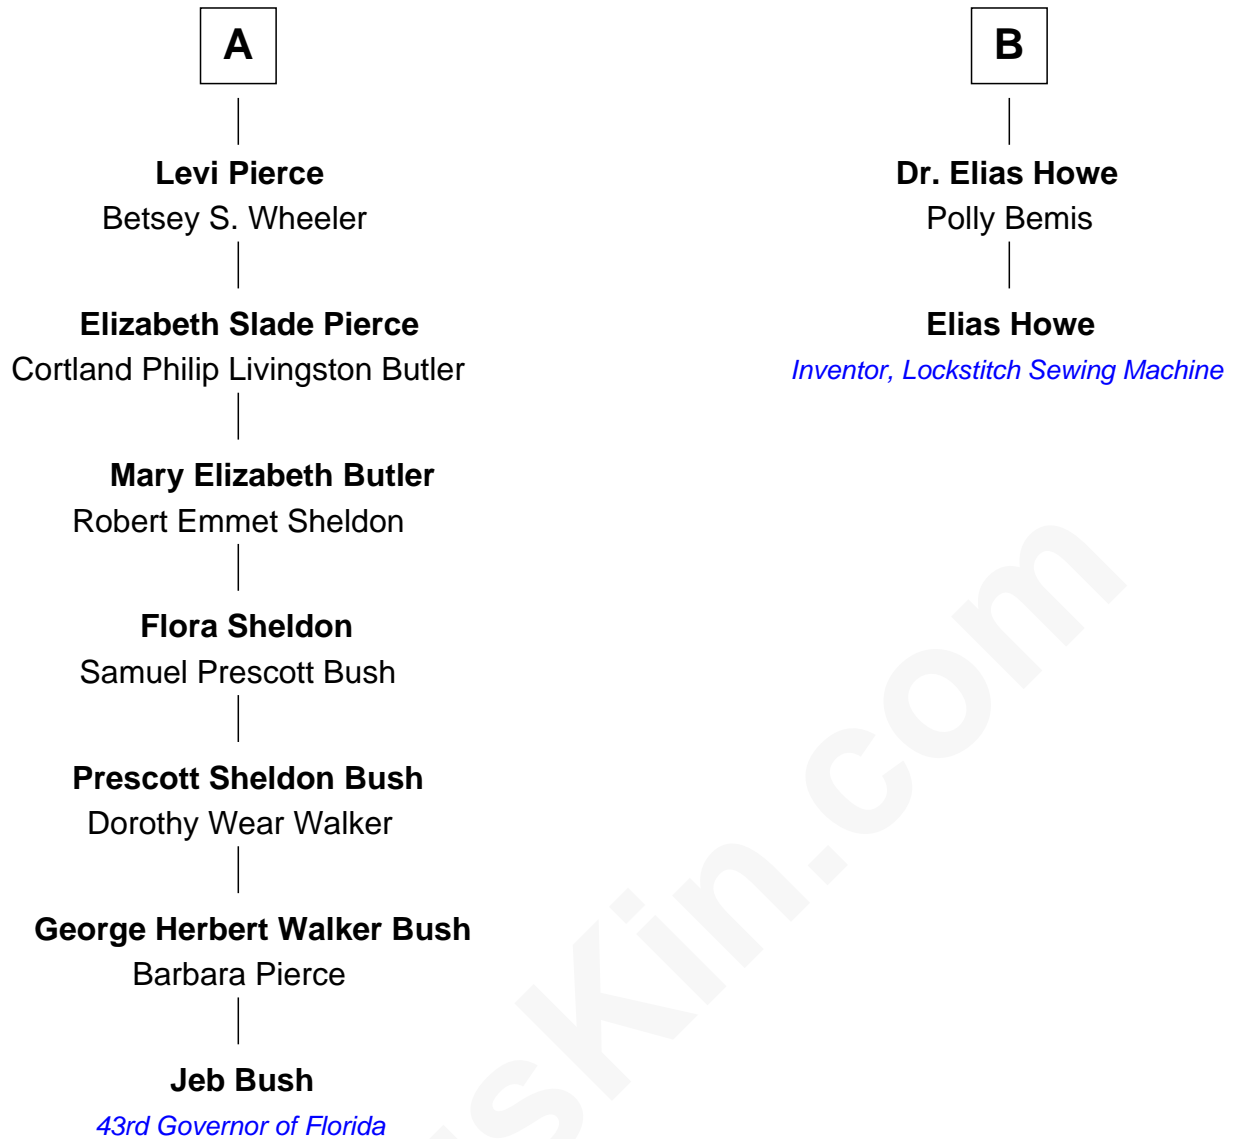 A
Levi Pierce
Betsey S. Wheeler
Elizabeth Slade Pierce
Cortland Philip Livingston Butler
Mary Elizabeth Butler
Robert Emmet Sheldon
Flora Sheldon
Samuel Prescott Bush
Prescott Sheldon Bush
Dorothy Wear Walker
George Herbert Walker Bush
Barbara Pierce
Jeb Bush
43rd Governor of Florida
B
Dr. Elias Howe
Polly Bemis
Elias Howe
Inventor, Lockstitch Sewing Machine
sKin.com